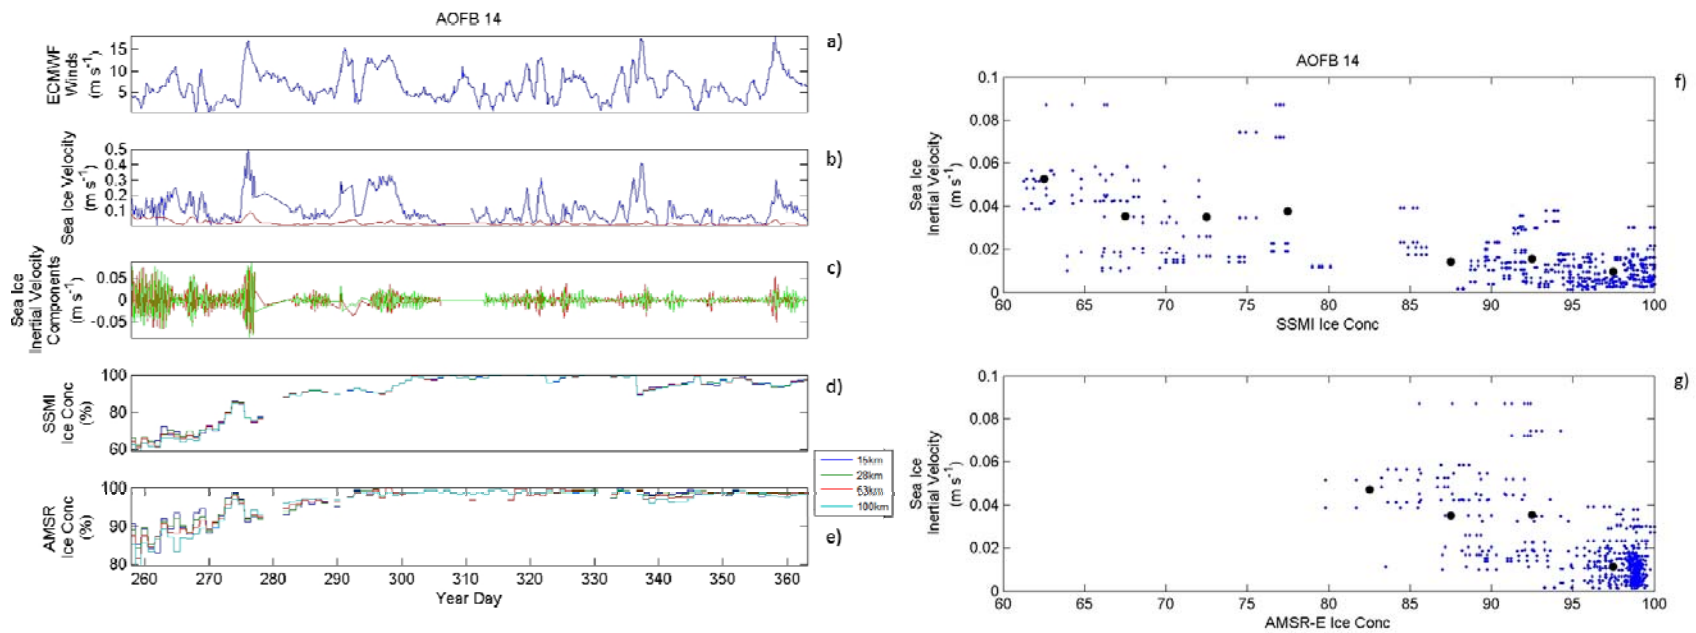 AOFB 14
ECMWF
Winds
(m s-1)
15
10
5
a)
Sea Ice Velocity
(m s-1)
0.5
0.4
0.3
0.2
0.1
b)
Sea Ice
Inertial Velocity
Components
(m s-1)
0.05
0
-0.05
c)
SSMI
Ice Conc
(%)
100
80
60
d)
AMSR
Ice Conc
(%)
100
90
80
e)
260 270 280 290 300 310 320 330 340 350 360
Year Day
15km
28km
63km
100km
AOFB 14
f)
Sea Ice
Inertial Velocity
(m s-1)
0.1
0.08
0.06
0.04
0.02
0
60 65 70 75 80 85 90 95 100
SSMI Ice Conc
g)
Sea Ice
Inertial Velocity
(m s-1)
0.1
0.08
0.06
0.04
0.02
0
60 65 70 75 80 85 90 95 100
AMSR-E Ice Conc